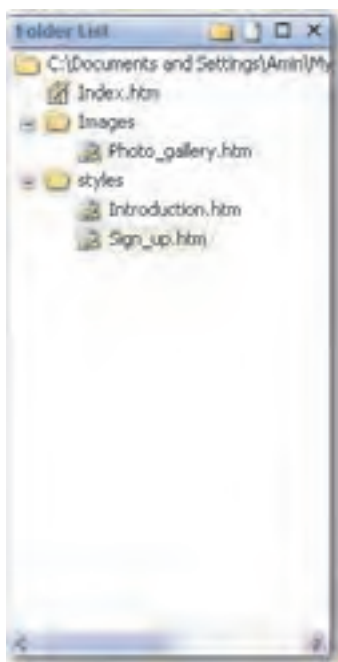 Folder List
C:\Documents and Settings\Amin\My
Index.htm
Images
Photo_gallery.htm
styles
Introduction.htm
Sign_up.htm